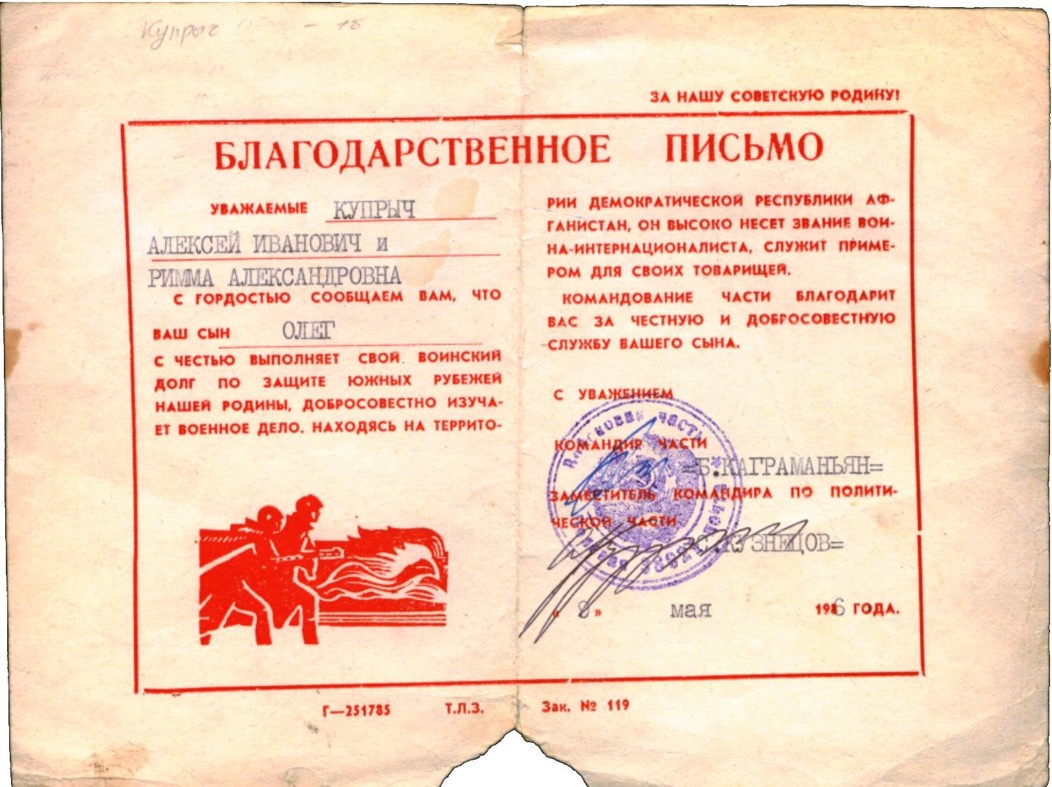 Купрыч
ЗА НАШУ СОВЕТСКУЮ РОДИНУ!
БЛАГОДАРСТВЕННОЕ ПИСЬМО
УВАЖАЕМЫЕ КУПРЫЧ
АЛЕКСЕЙ ИВАНОВИЧ и
РИММА АЛЕКСАНДРОВНА
С ГОРДОСТЬЮ СООБЩАЕМ ВАМ, ЧТО
ВАШ СЫН ОЛЕГ
С ЧЕСТЬЮ ВЫПОЛНЯЕТ СВОЙ ВОИНСКИЙ
ДОЛГ ПО ЗАЩИТЕ ЮЖНЫХ РУБЕЖЕЙ
НАШЕЙ РОДИНЫ, ДОБРОСОВЕСТНО ИЗУЧА-
ЕТ ВОЕННОЕ ДЕЛО. НАХОДЯСЬ НА ТЕРРИТО-
РИИ ДЕМОКРАТИЧЕСКОЙ РЕСПУБЛИКИ АФ-
ГАНИСТАН, ОН ВЫСОКО НЕСЕТ ЗВАНИЕ ВОИ-
НА-ИНТЕРНАЦИОНАЛИСТА, СЛУЖИТ ПРИМЕ-
РОМ ДЛЯ СВОИХ ТОВАРИЩЕЙ.
КОМАНДОВАНИЕ ЧАСТИ БЛАГОДАРИТ
ВАС ЗА ЧЕСТНУЮ И ДОБРОСОВЕСТНУЮ
СЛУЖБУ ВАШЕГО СЫНА.
С УВАЖЕНИЕМ
КОМАНДИР ЧАСТИ
=Б.КАГРАМАНЬЯН=
ЗАМЕСТИТЕЛЬ КОМАНДИРА ПО ПОЛИТИ-
ЧЕСКОЙ ЧАСТИ
КУЗНЕЦОВ=
мая 1986 ГОДА.
Войсковая часть
Г—251785 Т.Л.З. Зак. № 119